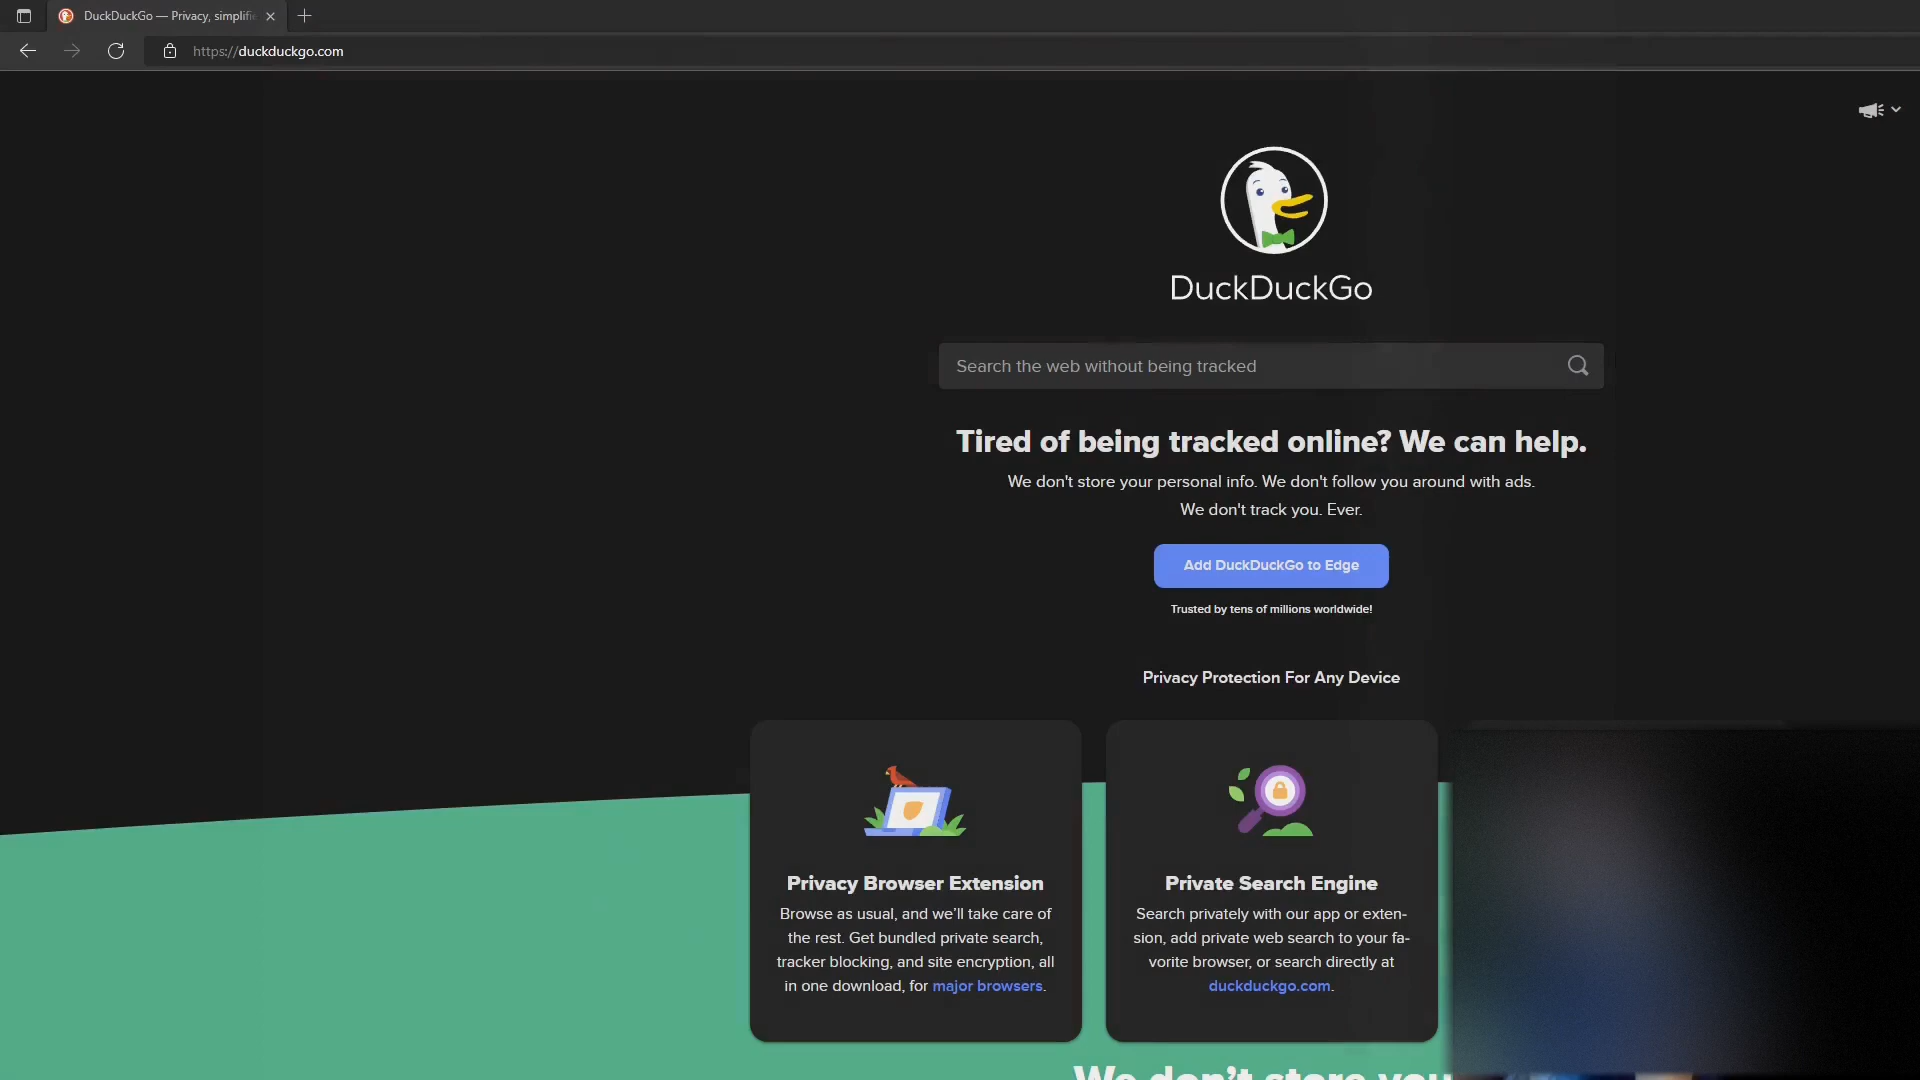 DuckDuckGo — Privacy, simplifie
https://duckduckgo.com
DuckDuckGo
Search the web without being tracked
Tired of being tracked online? We can help.
We don't store your personal info. We don't follow you around with ads.
We don't track you. Ever.
Add DuckDuckGo to Edge
Trusted by tens of millions worldwide!
Privacy Protection For Any Device
Privacy Browser Extension
Browse as usual, and we’ll take care of
the rest. Get bundled private search,
tracker blocking, and site encryption, all
in one download, for major browsers.
Private Search Engine
Search privately with our app or exten-
sion, add private web search to your fa-
vorite browser, or search directly at
duckduckgo.com.
We don’t store you